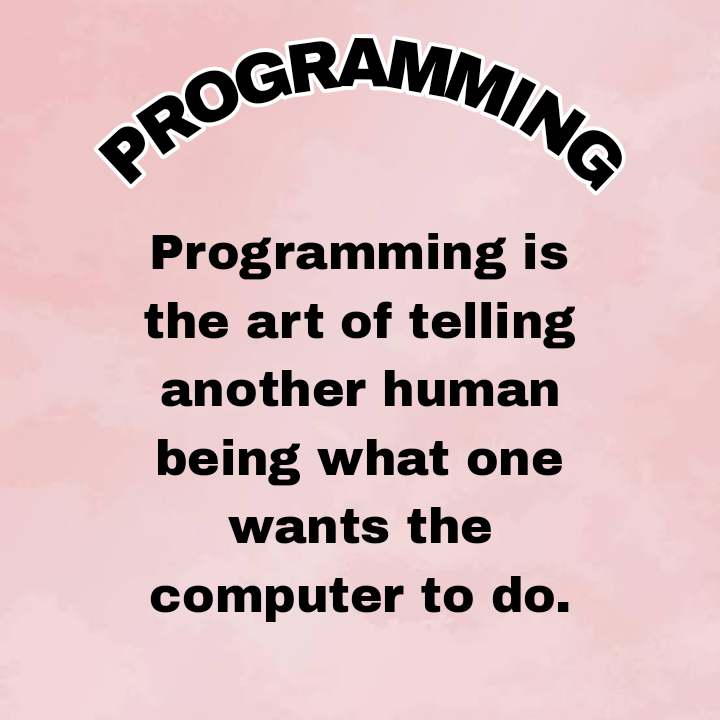 PROGRAMMING
Programming is
the art of telling
another human
being what one
wants the
computer to do.